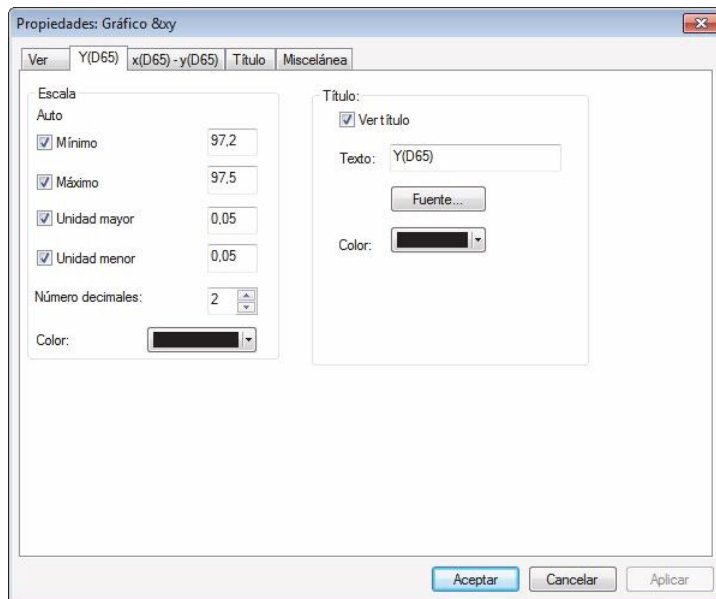 Propiedades: Gráfico &xy
Ver Y(D65) x(D65) - y(D65) Título Miscelánea
Escala
Auto
Mínimo 97,2
Máximo 97,5
Unidad mayor 0,05
Unidad menor 0,05
Número decimales: 2
Color:
Título:
Ver título
Texto: Y(D65)
Fuente...
Color:
Aceptar Cancelar Aplicar